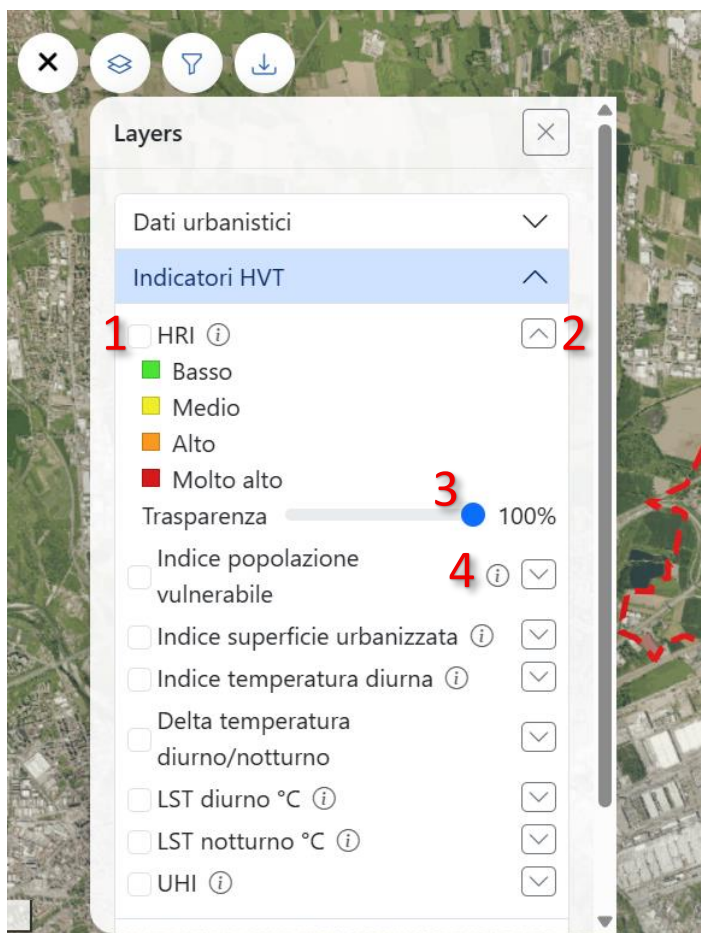 Layers
Dati urbanistici
Indicatori HVT
1 HRI i 2
Basso
Medio
Alto
Molto alto
3
Trasparenza 100%
Indice popolazione
vulnerabile 4 i
Indice superficie urbanizzata i
Indice temperatura diurna i
Delta temperatura
diurno/notturno
LST diurno °C i
LST notturno °C i
UHI i